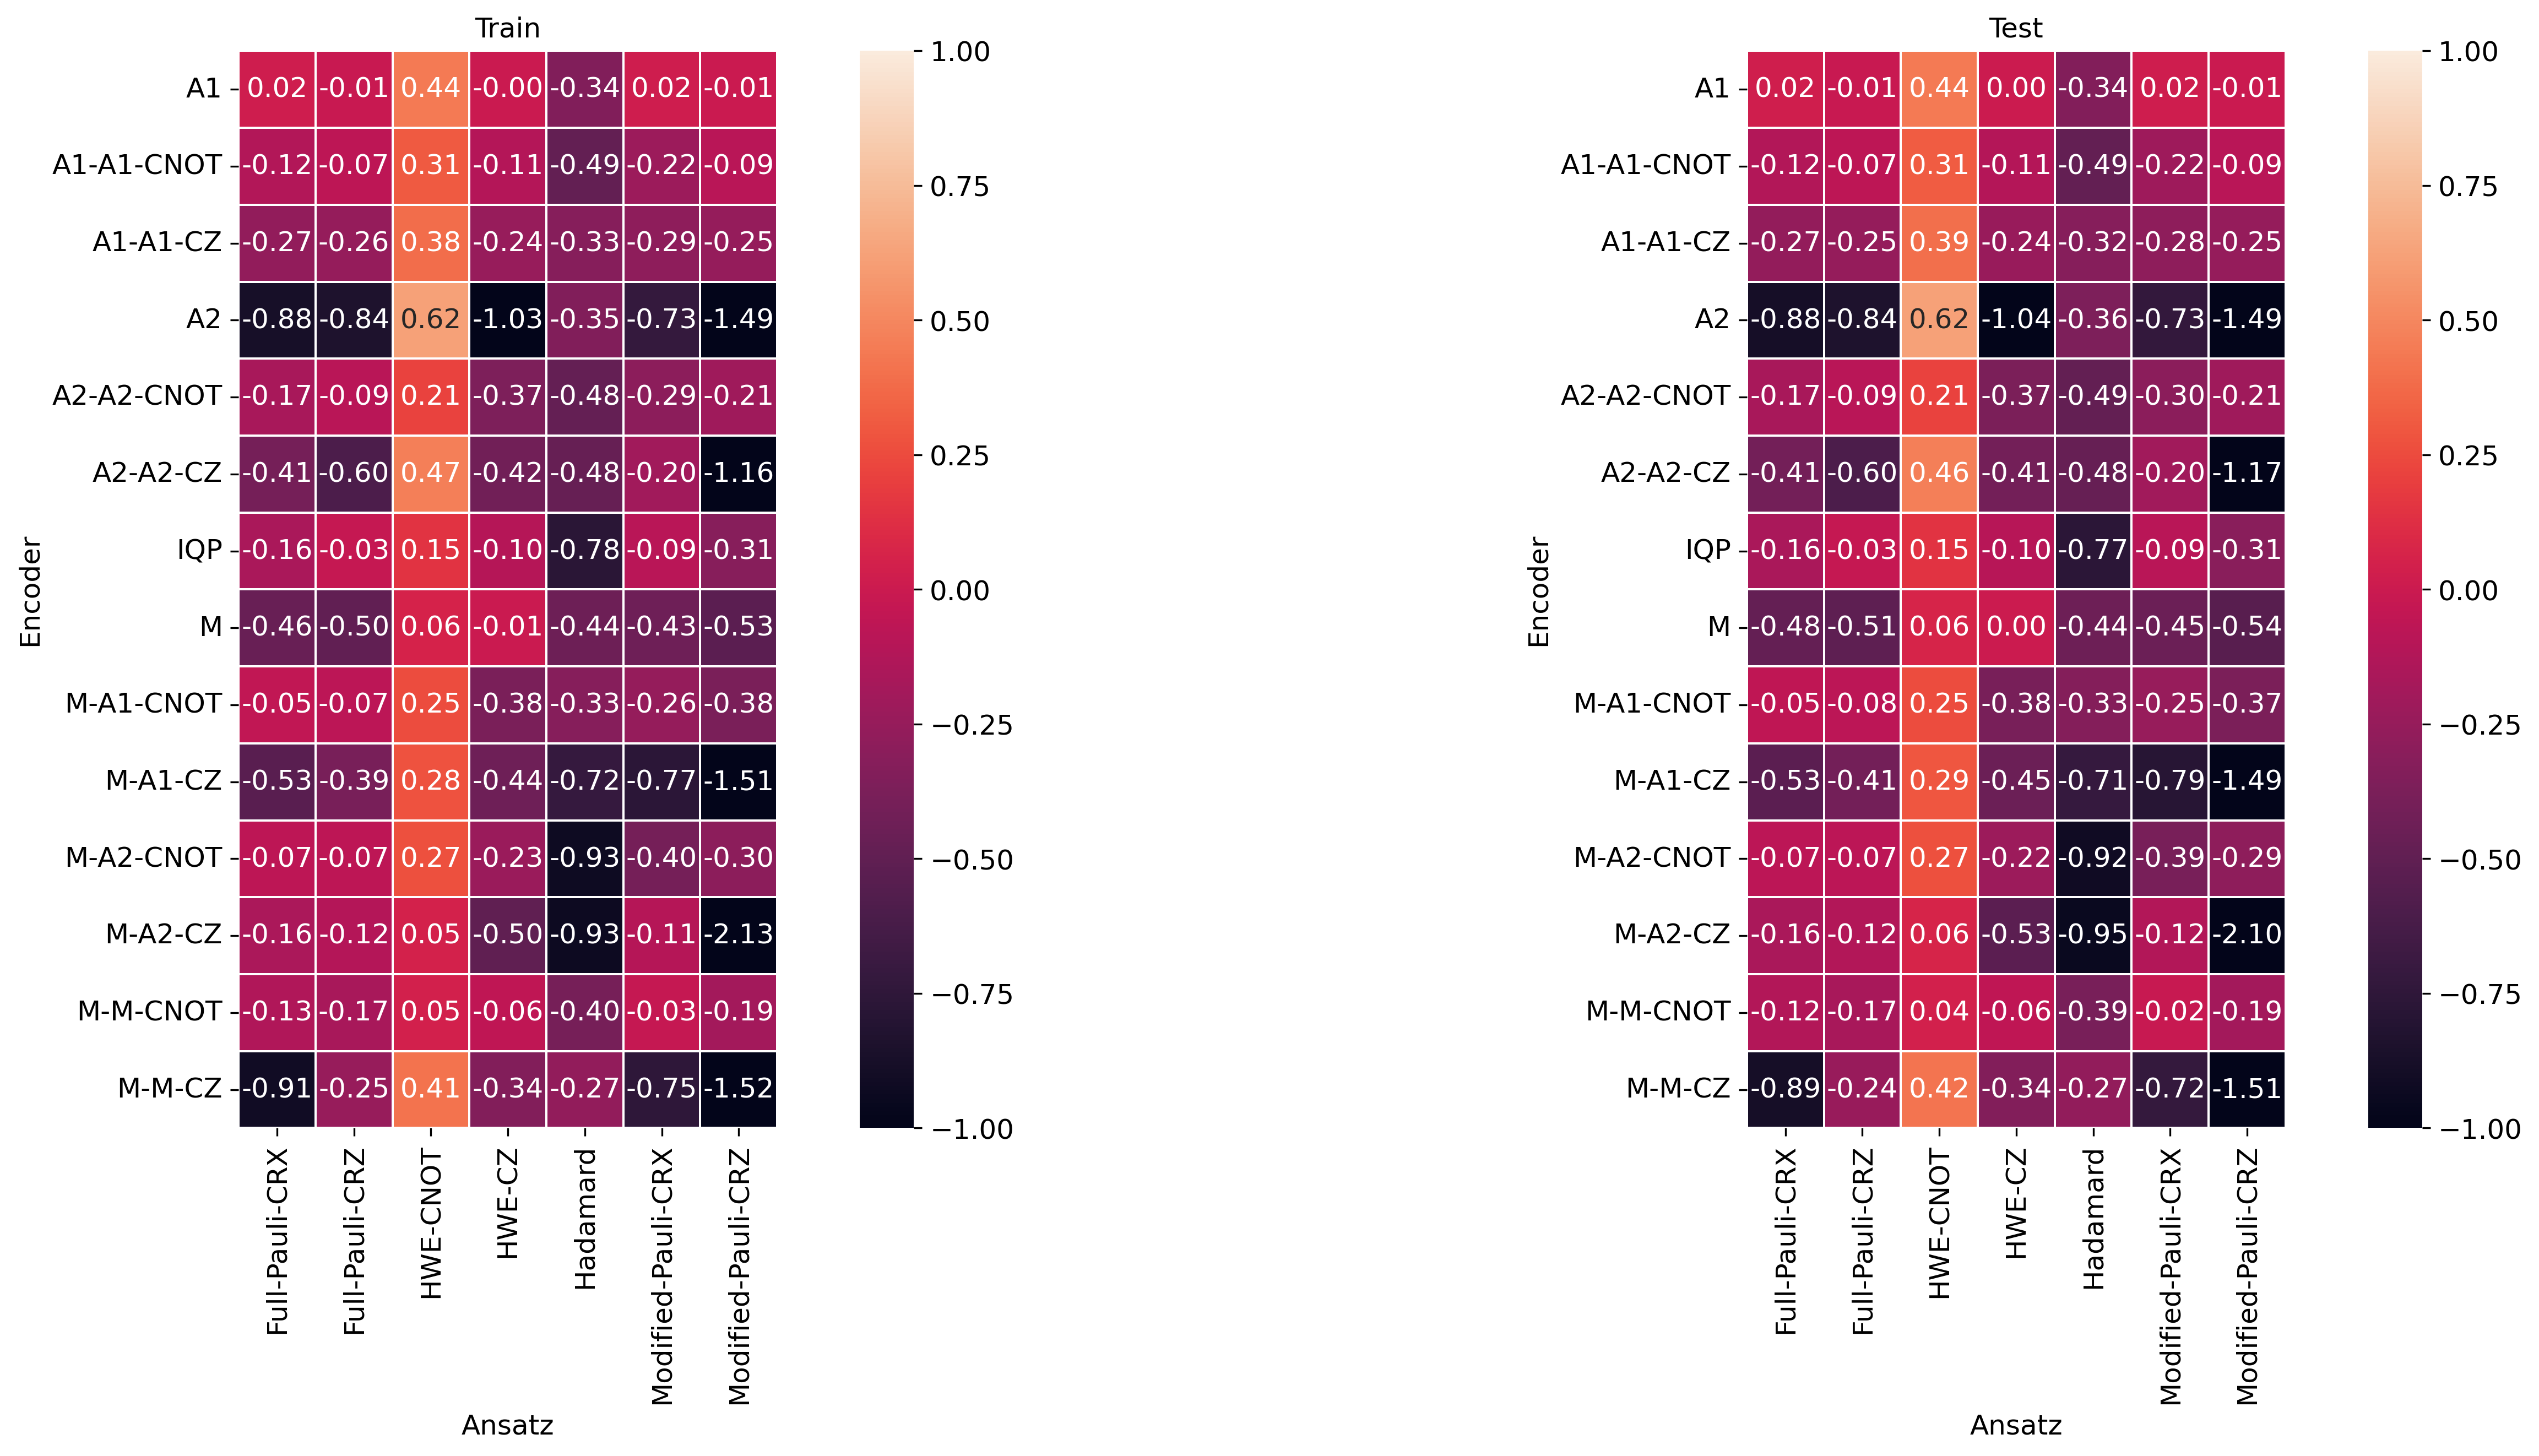 Train
A1 0.02 -0.01 0.44 -0.00 -0.34 0.02 -0.01
A1-A1-CNOT -0.12 -0.07 0.31 -0.11 -0.49 -0.22 -0.09
A1-A1-CZ -0.27 -0.26 0.38 -0.24 -0.33 -0.29 -0.25
A2 -0.88 -0.84 0.62 -1.03 -0.35 -0.73 -1.49
A2-A2-CNOT -0.17 -0.09 0.21 -0.37 -0.48 -0.29 -0.21
A2-A2-CZ -0.41 -0.60 0.47 -0.42 -0.48 -0.20 -1.16
IQP -0.16 -0.03 0.15 -0.10 -0.78 -0.09 -0.31
M -0.46 -0.50 0.06 -0.01 -0.44 -0.43 -0.53
M-A1-CNOT -0.05 -0.07 0.25 -0.38 -0.33 -0.26 -0.38
M-A1-CZ -0.53 -0.39 0.28 -0.44 -0.72 -0.77 -1.51
M-A2-CNOT -0.07 -0.07 0.27 -0.23 -0.93 -0.40 -0.30
M-A2-CZ -0.16 -0.12 0.05 -0.50 -0.93 -0.11 -2.13
M-M-CNOT -0.13 -0.17 0.05 -0.06 -0.40 -0.03 -0.19
M-M-CZ -0.91 -0.25 0.41 -0.34 -0.27 -0.75 -1.52
Encoder
Full-Pauli-CRX
Full-Pauli-CRZ
HWE-CNOT
HWE-CZ
Hadamard
Modified-Pauli-CRX
Modified-Pauli-CRZ
Ansatz
1.00
0.75
0.50
0.25
0.00
−0.25
−0.50
−0.75
−1.00
Test
A1 0.02 -0.01 0.44 0.00 -0.34 0.02 -0.01
A1-A1-CNOT -0.12 -0.07 0.31 -0.11 -0.49 -0.22 -0.09
A1-A1-CZ -0.27 -0.25 0.39 -0.24 -0.32 -0.28 -0.25
A2 -0.88 -0.84 0.62 -1.04 -0.36 -0.73 -1.49
A2-A2-CNOT -0.17 -0.09 0.21 -0.37 -0.49 -0.30 -0.21
A2-A2-CZ -0.41 -0.60 0.46 -0.41 -0.48 -0.20 -1.17
IQP -0.16 -0.03 0.15 -0.10 -0.77 -0.09 -0.31
M -0.48 -0.51 0.06 0.00 -0.44 -0.45 -0.54
M-A1-CNOT -0.05 -0.08 0.25 -0.38 -0.33 -0.25 -0.37
M-A1-CZ -0.53 -0.41 0.29 -0.45 -0.71 -0.79 -1.49
M-A2-CNOT -0.07 -0.07 0.27 -0.22 -0.92 -0.39 -0.29
M-A2-CZ -0.16 -0.12 0.06 -0.53 -0.95 -0.12 -2.10
M-M-CNOT -0.12 -0.17 0.04 -0.06 -0.39 -0.02 -0.19
M-M-CZ -0.89 -0.24 0.42 -0.34 -0.27 -0.72 -1.51
Encoder
Full-Pauli-CRX
Full-Pauli-CRZ
HWE-CNOT
HWE-CZ
Hadamard
Modified-Pauli-CRX
Modified-Pauli-CRZ
Ansatz
1.00
0.75
0.50
0.25
0.00
−0.25
−0.50
−0.75
−1.00